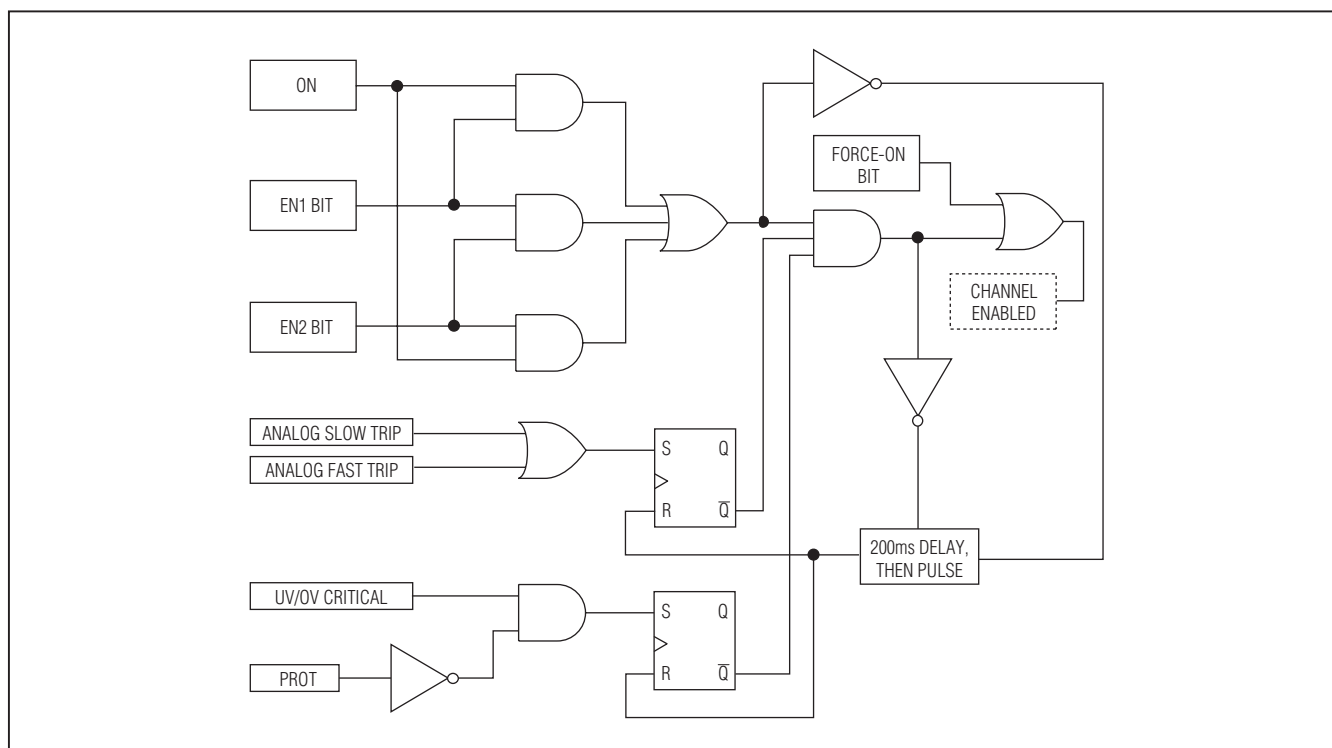 ON
FORCE-ON
BIT
EN1 BIT
CHANNEL
ENABLED
EN2 BIT
ANALOG SLOW TRIP
ANALOG FAST TRIP
S Q
R Q̅
200ms DELAY,
THEN PULSE
UV/OV CRITICAL
S Q
R Q̅
PROT